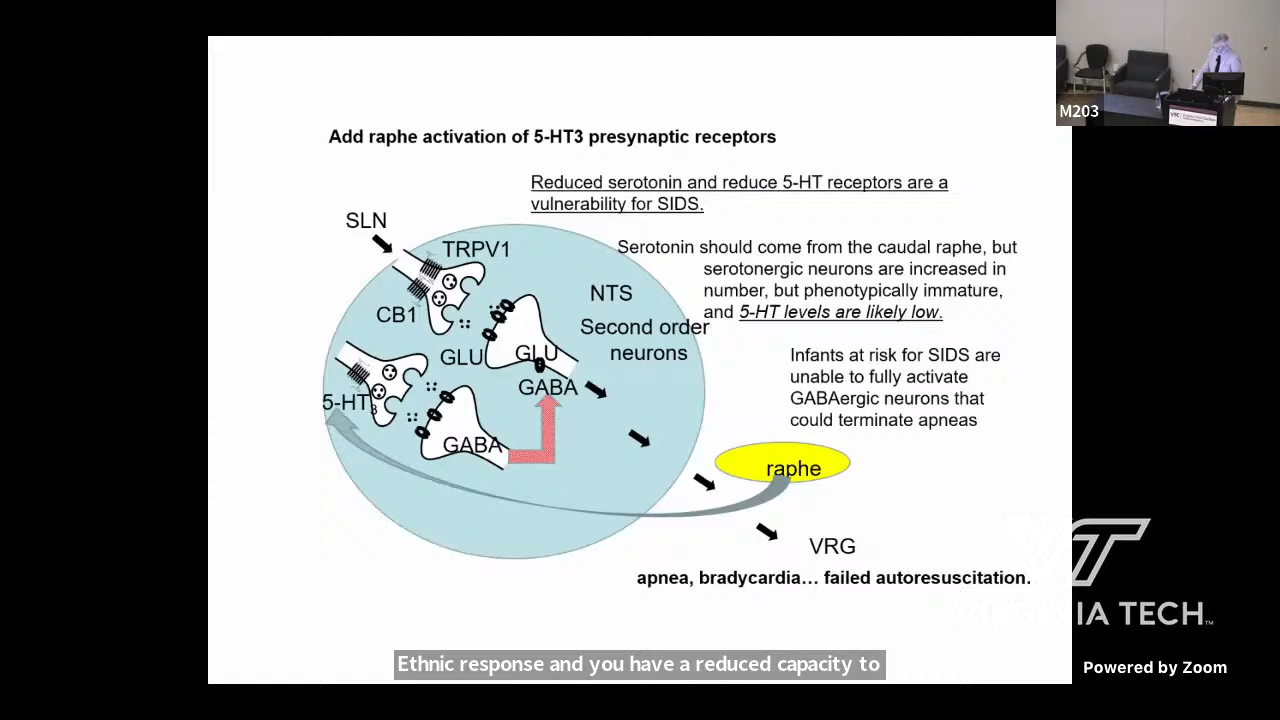 M203
Add raphe activation of 5-HT3 presynaptic receptors
Reduced serotonin and reduce 5-HT receptors are a
vulnerability for SIDS.
SLN
TRPV1
Serotonin should come from the caudal raphe, but
serotonergic neurons are increased in
number, but phenotypically immature,
and 5-HT levels are likely low.
NTS
CB1
Second order
neurons
GLU
GLU
GABA
Infants at risk for SIDS are
unable to fully activate
GABAergic neurons that
could terminate apneas
5-HT3
GABA
raphe
VRG
apnea, bradycardia... failed autoresuscitation.
VIRGINIA TECH™
Ethnic response and you have a reduced capacity to
Powered by Zoom